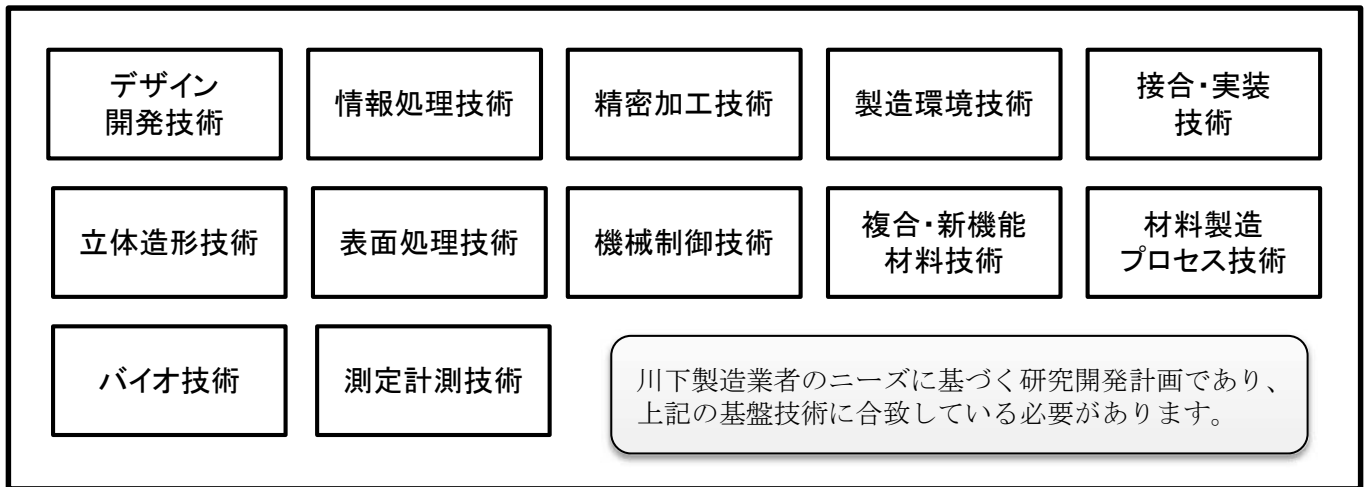 デザイン
開発技術
情報処理技術
精密加工技術
製造環境技術
接合・実装
技術
立体造形技術
表面処理技術
機械制御技術
複合・新機能
材料技術
材料製造
プロセス技術
バイオ技術
測定計測技術
川下製造業者のニーズに基づく研究開発計画であり、
上記の基盤技術に合致している必要があります。